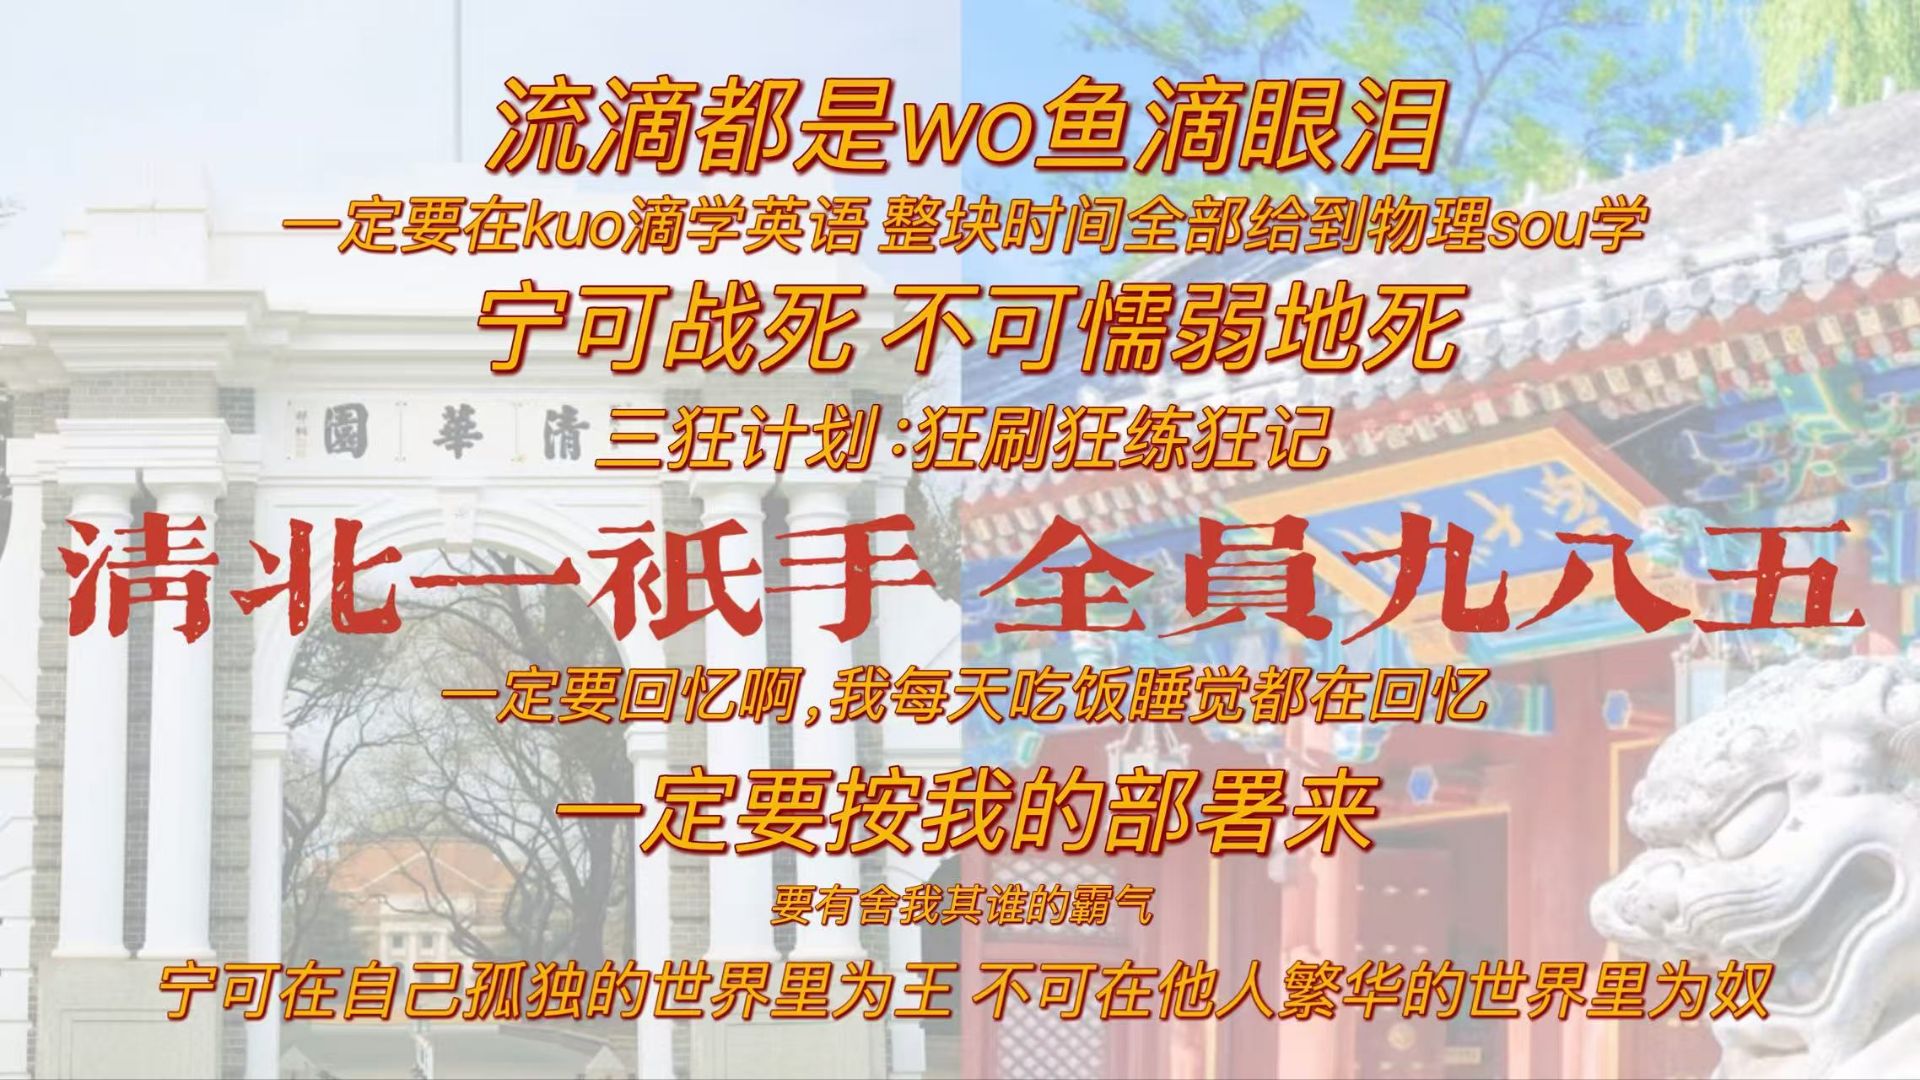 流滴都是wo鱼滴眼泪
一定要在kuo滴学英语 整块时间全部给到物理sou学
宁可战死 不可懦弱地死
三狂计划:狂刷狂练狂记
園華清
清北一衹手 全員九八五
一定要回忆啊,我每天吃饭睡觉都在回忆
一定要按我的部署来
要有舍我其谁的霸气
宁可在自己孤独的世界里为王 不可在他人繁华的世界里为奴